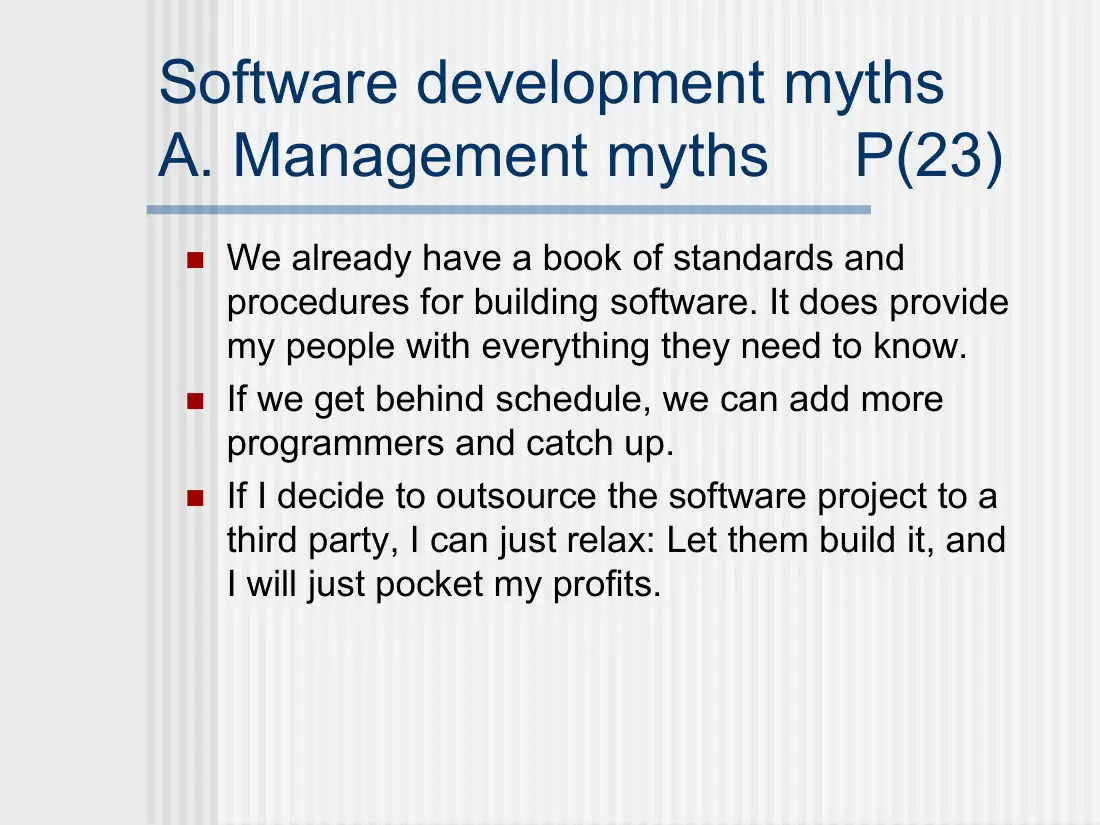 Software development myths
A. Management myths P(23)
We already have a book of standards and
procedures for building software. It does provide
my people with everything they need to know.
If we get behind schedule, we can add more
programmers and catch up.
If I decide to outsource the software project to a
third party, I can just relax: Let them build it, and
I will just pocket my profits.